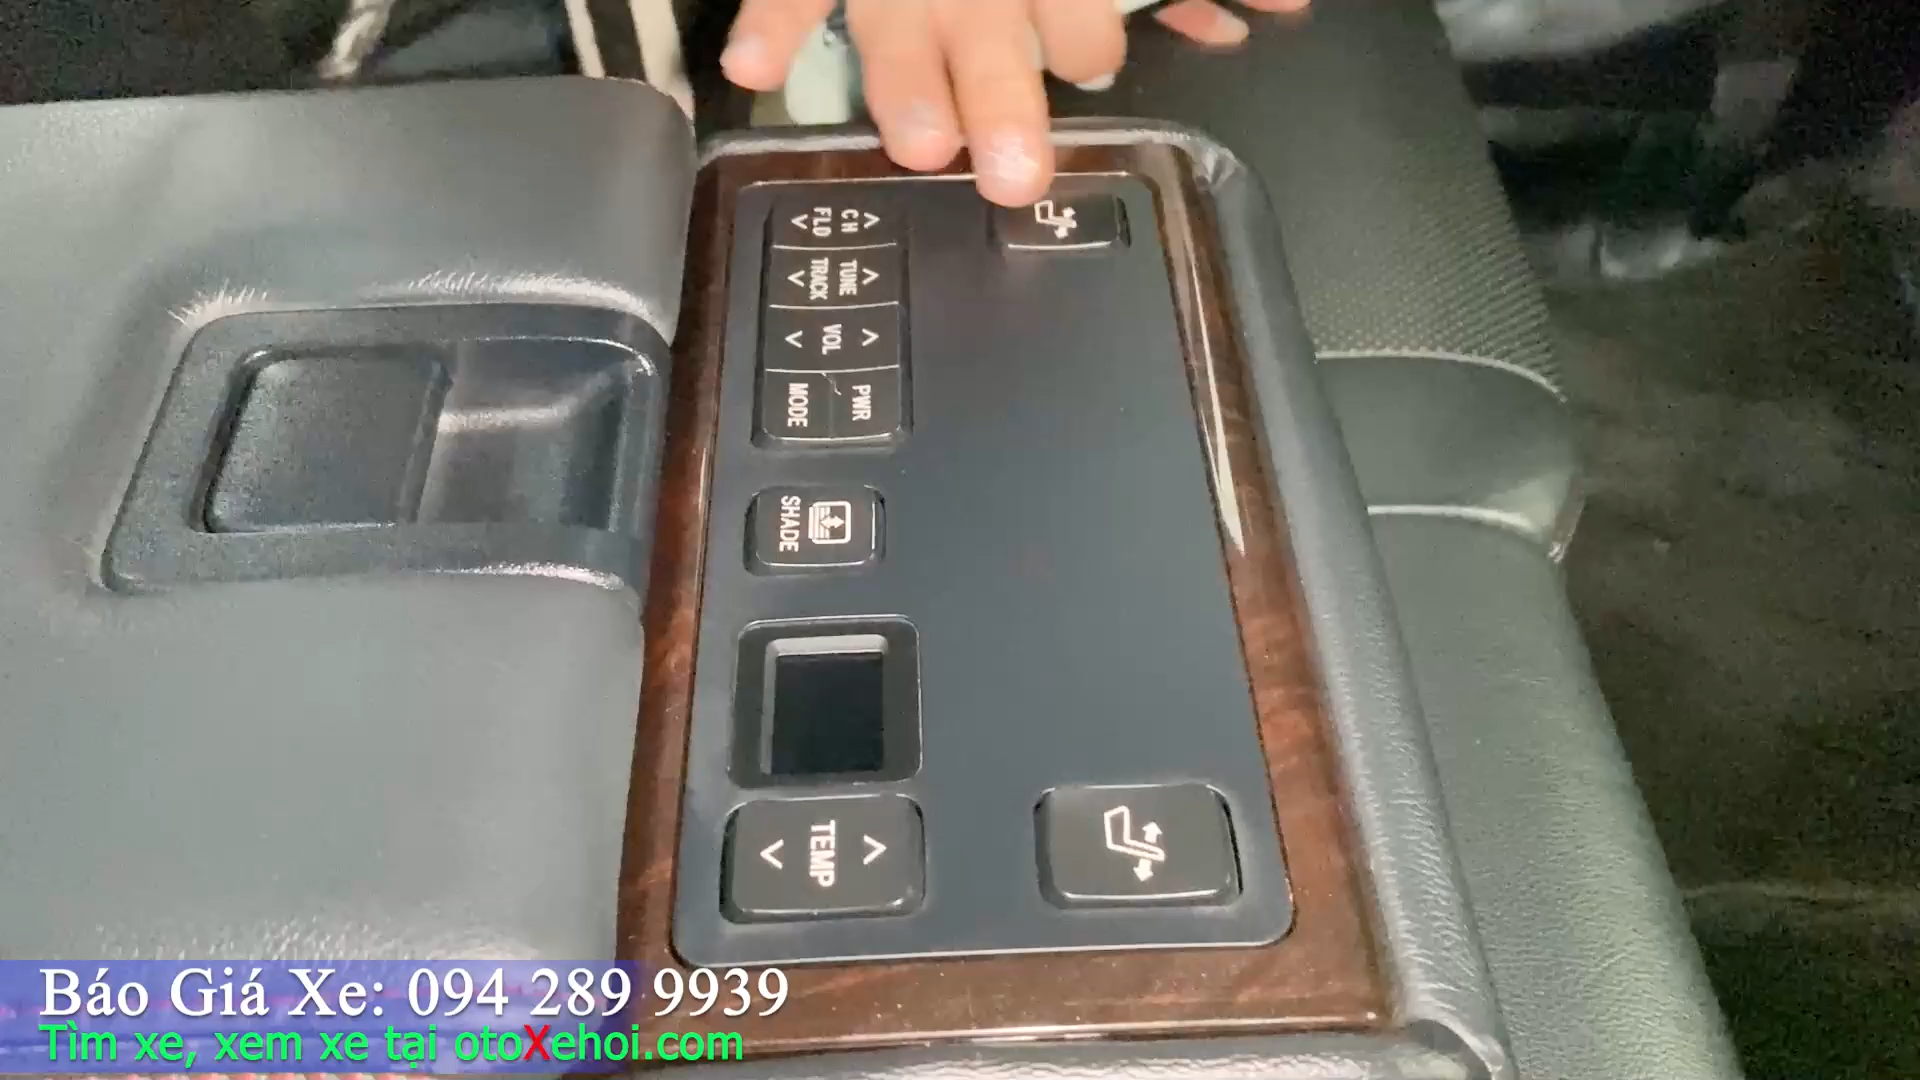 CH
FLD
TUNE
TRACK
VOL
PWR
MODE
SHADE
TEMP
Báo Giá Xe: 094 289 9939
Tìm xe, xem xe tại otoXehoi.com